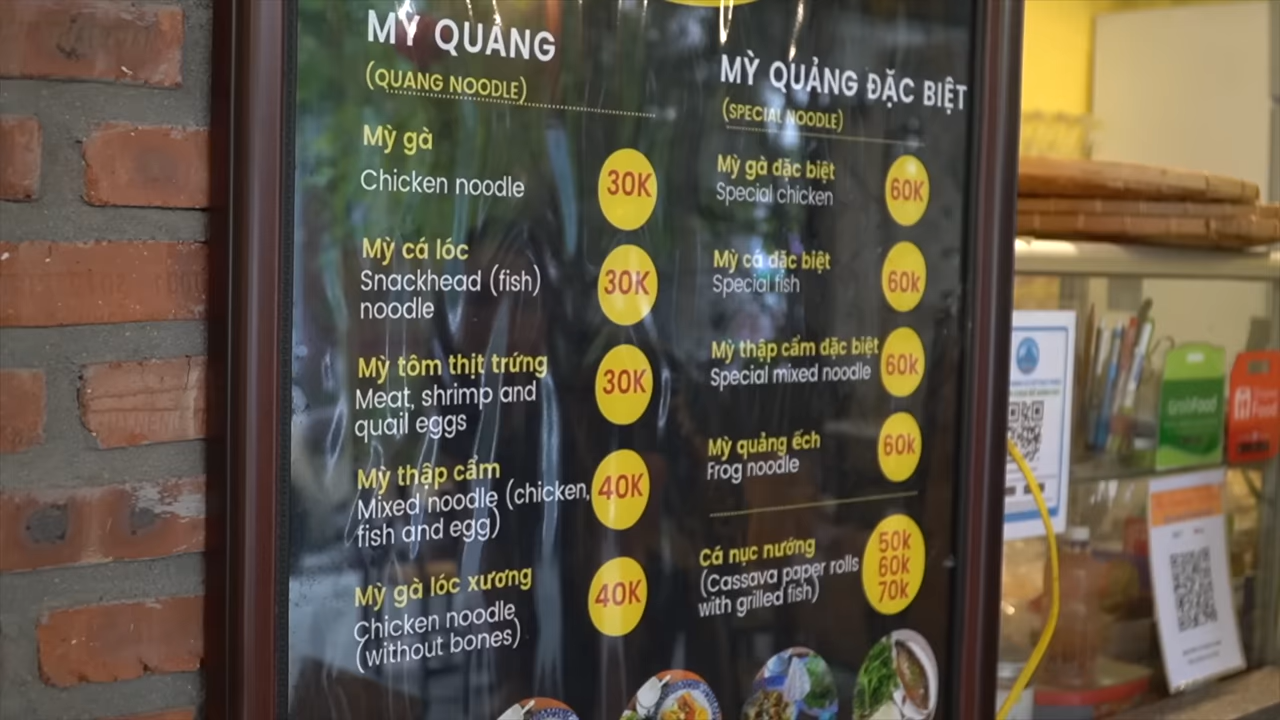 MỲ QUẢNG
(QUANG NOODLE)
Mỳ gà
Chicken noodle
30K
Mỳ cá lóc
Snackhead (fish)
noodle
30K
Mỳ tôm thịt trứng
Meat, shrimp and
quail eggs
30K
Mỳ thập cẩm
Mixed noodle (chicken,
fish and egg)
40K
Mỳ gà lóc xương
Chicken noodle
(without bones)
40K
MỲ QUẢNG ĐẶC BIỆT
(SPECIAL NOODLE)
Mỳ gà đặc biệt
Special chicken
60K
Mỳ cá đặc biệt
Special fish
60k
Mỳ thập cẩm đặc biệt
Special mixed noodle
60k
Mỳ quảng ếch
Frog noodle
60k
Cá nục nướng
(Cassava paper rolls
with grilled fish)
50k
60k
70k
GrabFood
Food